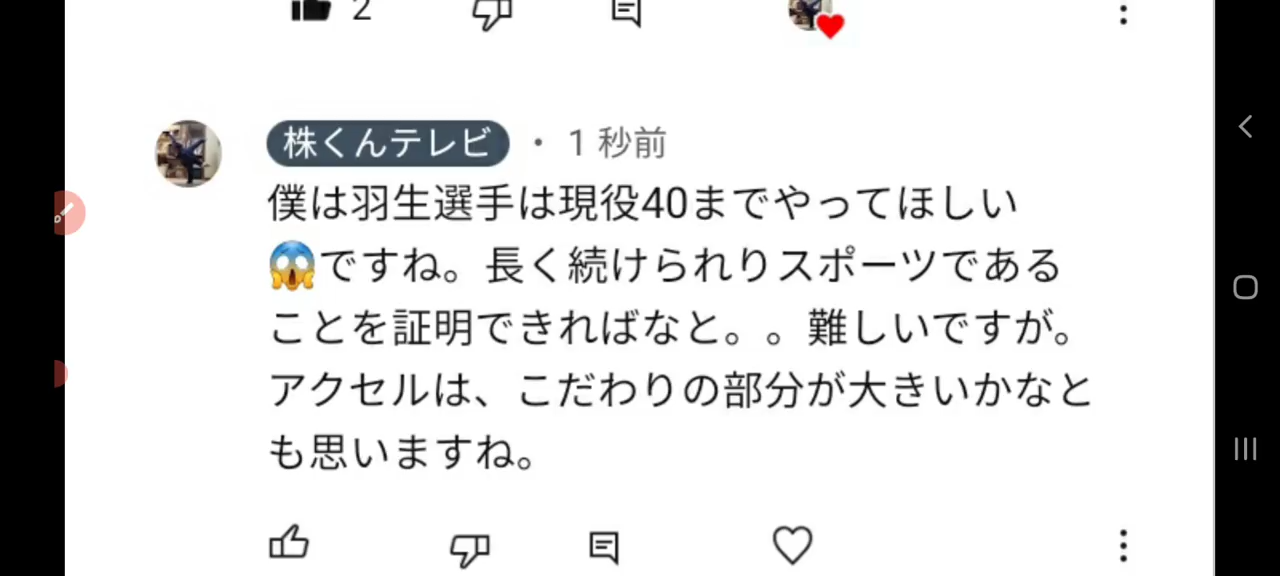 2
株くんテレビ ・ 1 秒前
僕は羽生選手は現役40までやってほしい
😱ですね。長く続けられりスポーツである
ことを証明できればなと。。難しいですが。
アクセルは、こだわりの部分が大きいかなと
も思いますね。